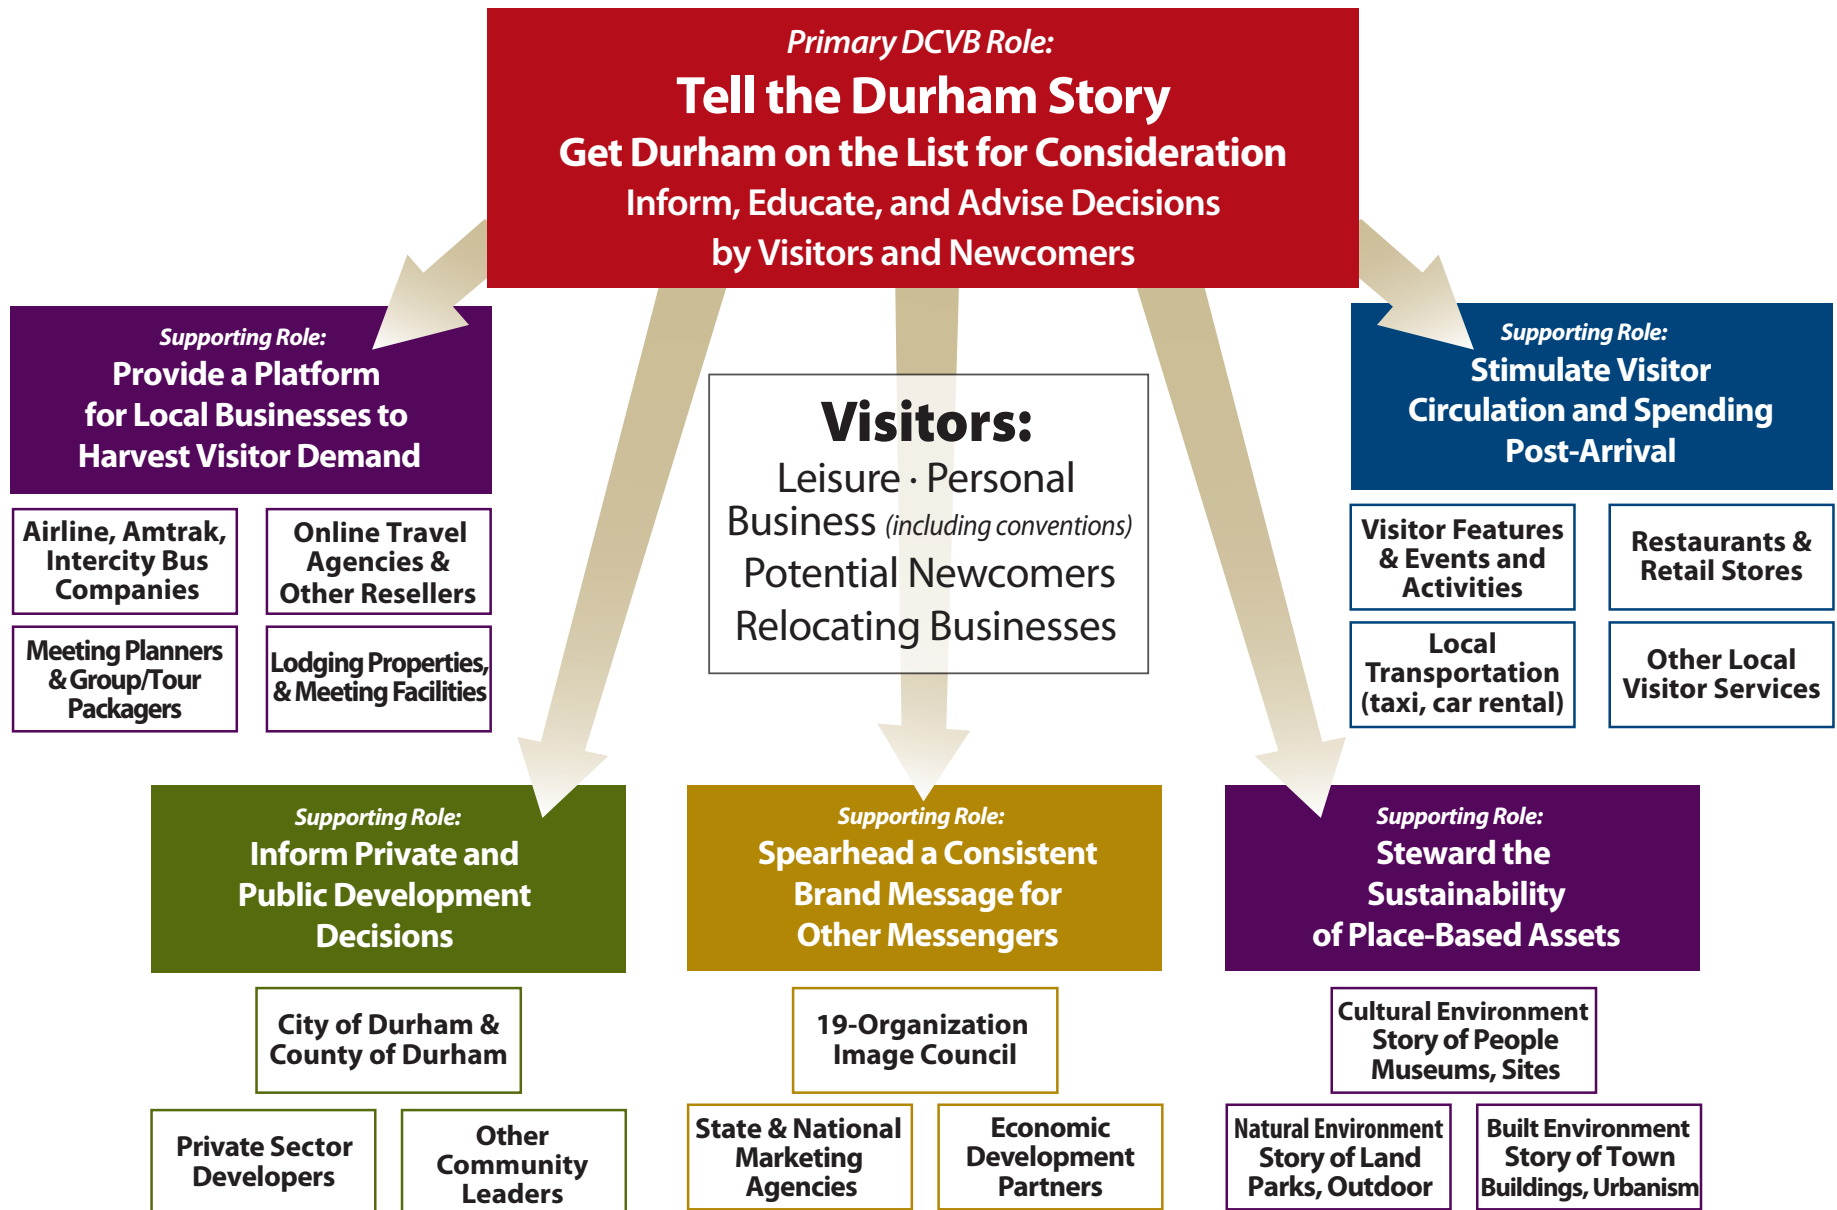 Primary DCVB Role:
Tell the Durham Story
Get Durham on the List for Consideration
Inform, Educate, and Advise Decisions
by Visitors and Newcomers
Supporting Role:
Provide a Platform
for Local Businesses to
Harvest Visitor Demand
Airline, Amtrak,
Intercity Bus
Companies
Online Travel
Agencies &
Other Resellers
Meeting Planners
& Group/Tour
Packagers
Lodging Properties,
& Meeting Facilities
Visitors:
Leisure · Personal
Business (including conventions)
Potential Newcomers
Relocating Businesses
Supporting Role:
Stimulate Visitor
Circulation and Spending
Post-Arrival
Visitor Features
& Events and
Activities
Restaurants &
Retail Stores
Local
Transportation
(taxi, car rental)
Other Local
Visitor Services
Supporting Role:
Inform Private and
Public Development
Decisions
City of Durham &
County of Durham
Private Sector
Developers
Other
Community
Leaders
Supporting Role:
Spearhead a Consistent
Brand Message for
Other Messengers
19-Organization
Image Council
State & National
Marketing
Agencies
Economic
Development
Partners
Supporting Role:
Steward the
Sustainability
of Place-Based Assets
Cultural Environment
Story of People
Museums, Sites
Natural Environment
Story of Land
Parks, Outdoor
Built Environment
Story of Town
Buildings, Urbanism